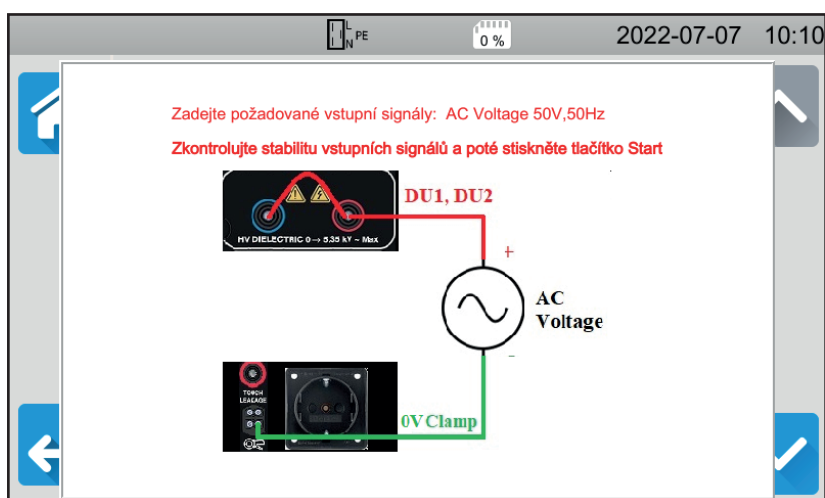 L
N PE
0 %
2022-07-07 10:10
Zadejte požadované vstupní signály: AC Voltage 50V,50Hz
Zkontrolujte stabilitu vstupních signálů a poté stiskněte tlačítko Start
DU1, DU2
HV DIELECTRIC 0 → 5.35 kV ~ Max
+
AC
Voltage
-
TOUCH
LEACAGE
0V Clamp